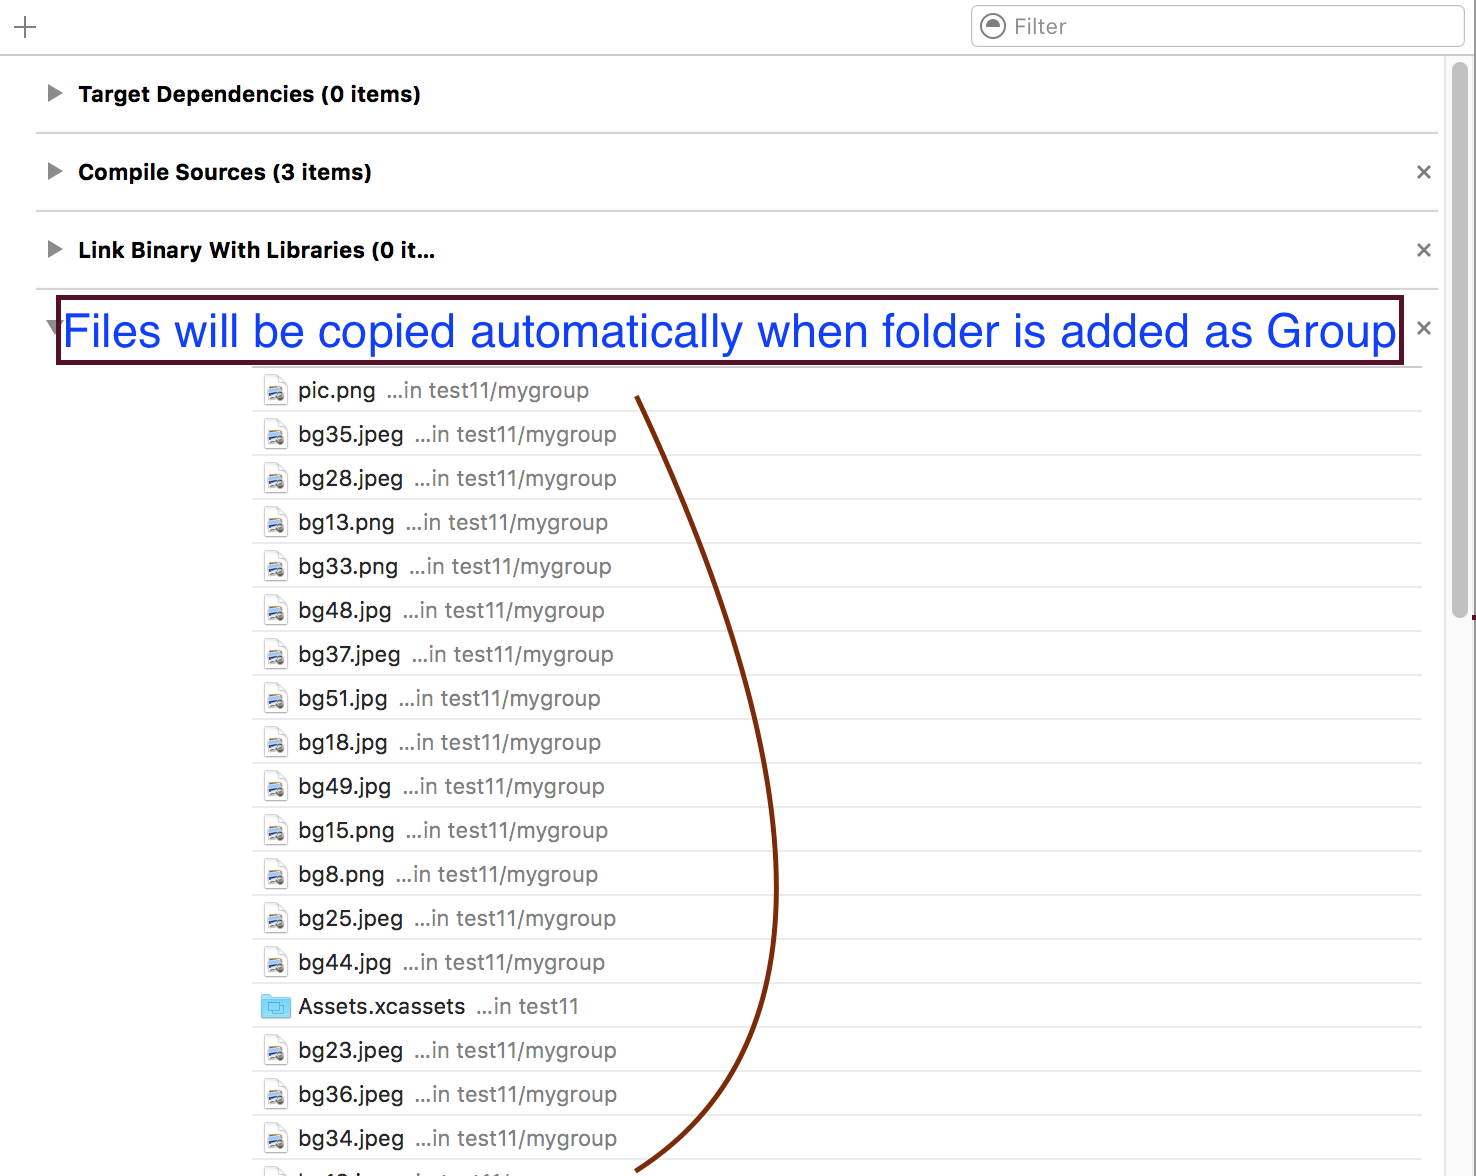 Filter
Target Dependencies (0 items)
Compile Sources (3 items)
Link Binary With Libraries (0 it...
Files will be copied automatically when folder is added as Group
pic.png ...in test11/mygroup
bg35.jpeg ...in test11/mygroup
bg28.jpeg ...in test11/mygroup
bg13.png ...in test11/mygroup
bg33.png ...in test11/mygroup
bg48.jpg ...in test11/mygroup
bg37.jpeg ...in test11/mygroup
bg51.jpg ...in test11/mygroup
bg18.jpg ...in test11/mygroup
bg49.jpg ...in test11/mygroup
bg15.png ...in test11/mygroup
bg8.png ...in test11/mygroup
bg25.jpeg ...in test11/mygroup
bg44.jpg ...in test11/mygroup
Assets.xcassets ...in test11
bg23.jpeg ...in test11/mygroup
bg36.jpeg ...in test11/mygroup
bg34.jpeg ...in test11/mygroup